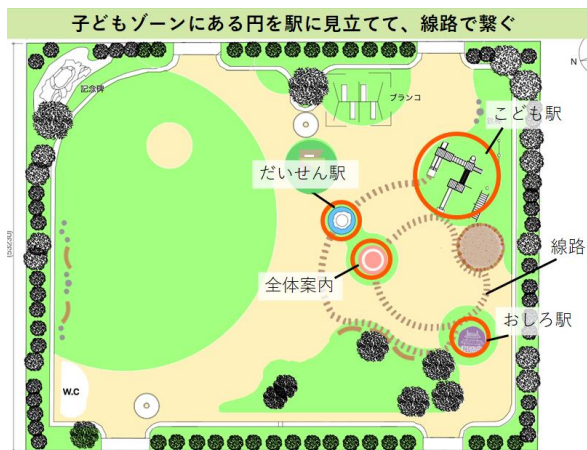 子どもゾーンにある円を駅に見立てて、線路で繋ぐ
N
記念碑
ブランコ
こども駅
だいせん駅
全体案内
線路
おしろ駅
W.C